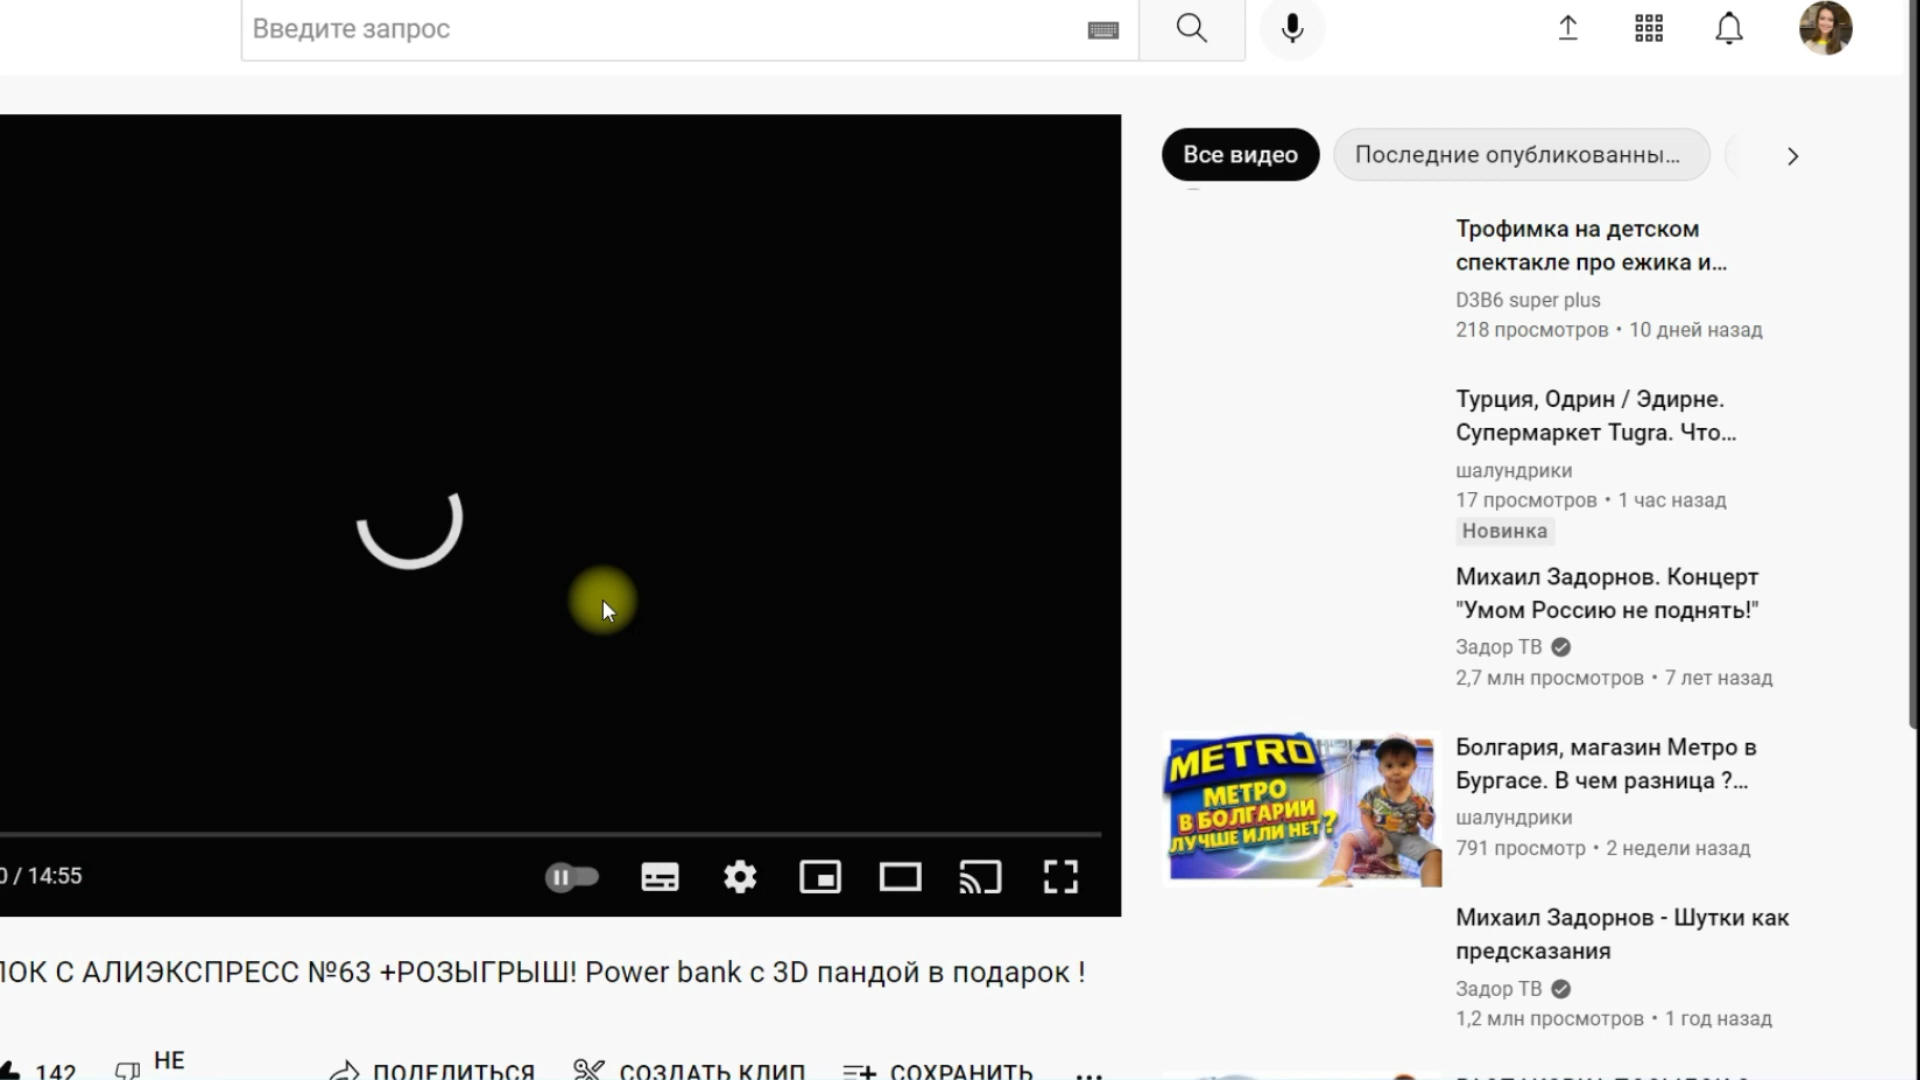 Введите запрос
Все видео
Последние опубликованны...
Трофимка на детском
спектакле про ежика и...
D3B6 super plus
218 просмотров • 10 дней назад
Турция, Одрин / Эдирне.
Супермаркет Tugra. Что...
шалундрики
17 просмотров • 1 час назад
Новинка
Михаил Задорнов. Концерт
"Умом Россию не поднять!"
Задор ТВ
2,7 млн просмотров • 7 лет назад
METRO
МЕТРО
В БОЛГАРИИ
ЛУЧШЕ ИЛИ НЕТ?
Болгария, магазин Метро в
Бургасе. В чем разница ?...
шалундрики
791 просмотр • 2 недели назад
Михаил Задорнов - Шутки как
предсказания
Задор ТВ
1,2 млн просмотров • 1 год назад
0 / 14:55
ЛОК С АЛИЭКСПРЕСС №63 +РОЗЫГРЫШ! Power bank с 3D пандой в подарок !
142
НЕ
ПОДЕЛИТЬСЯ
СОЗДАТЬ КЛИП
СОХРАНИТЬ